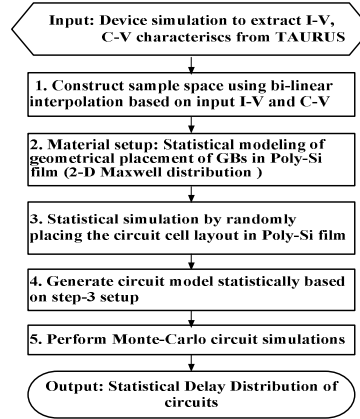 Input: Device simulation to extract I-V,
C-V characteriscs from TAURUS
1. Construct sample space using bi-linear
interpolation based on input I-V and C-V
2. Material setup: Statistical modeling of
geometrical placement of GBs in Poly-Si
film (2-D Maxwell distribution )
3. Statistical simulation by randomly
placing the circuit cell layout in Poly-Si film
4. Generate circuit model statistically based
on step-3 setup
5. Perform Monte-Carlo circuit simulations
Output: Statistical Delay Distribution of
circuits